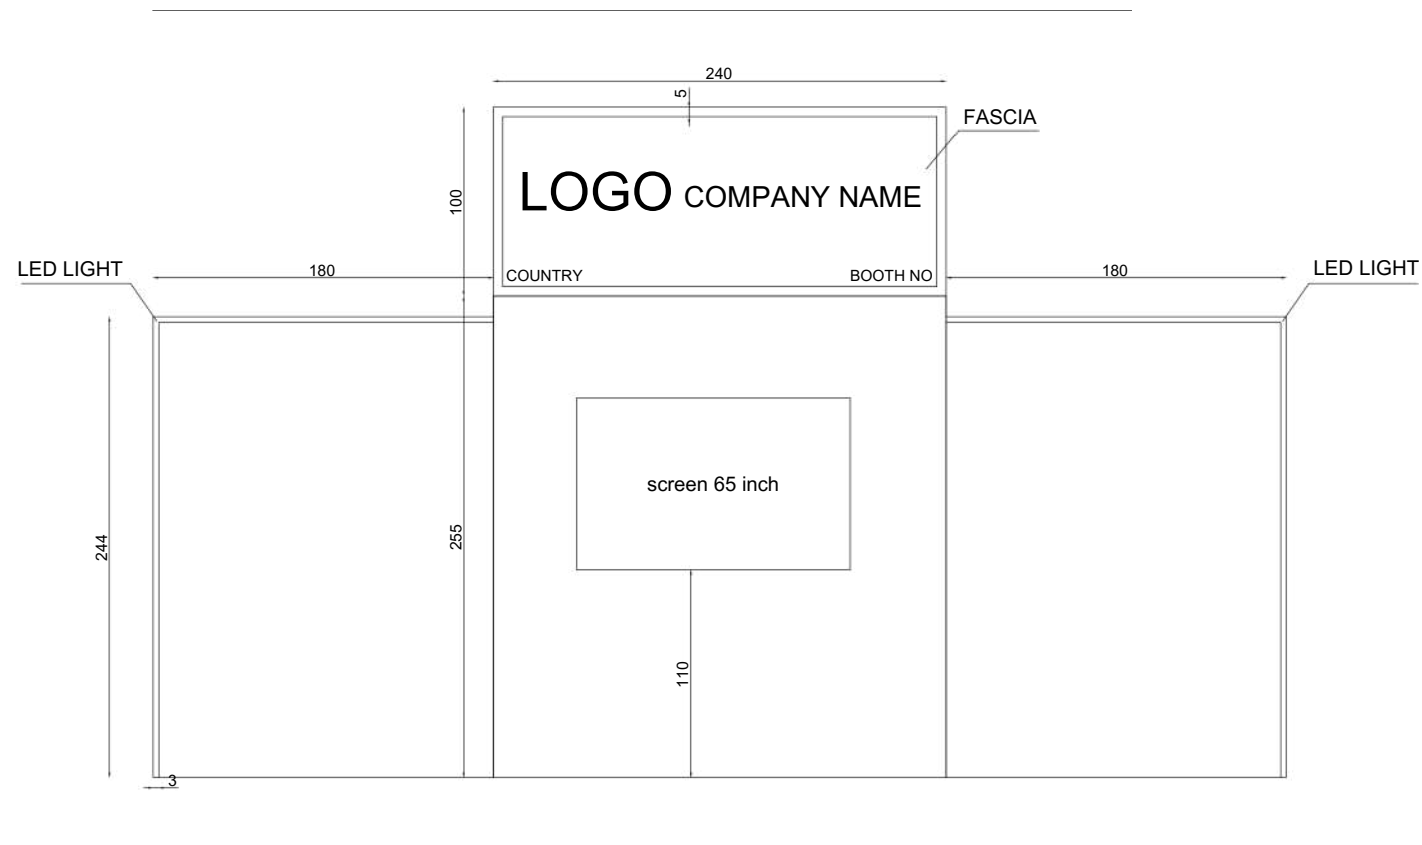 240
5
FASCIA
LOGO COMPANY NAME
100
LED LIGHT
180
COUNTRY
BOOTH NO
180
LED LIGHT
screen 65 inch
244
255
110
3